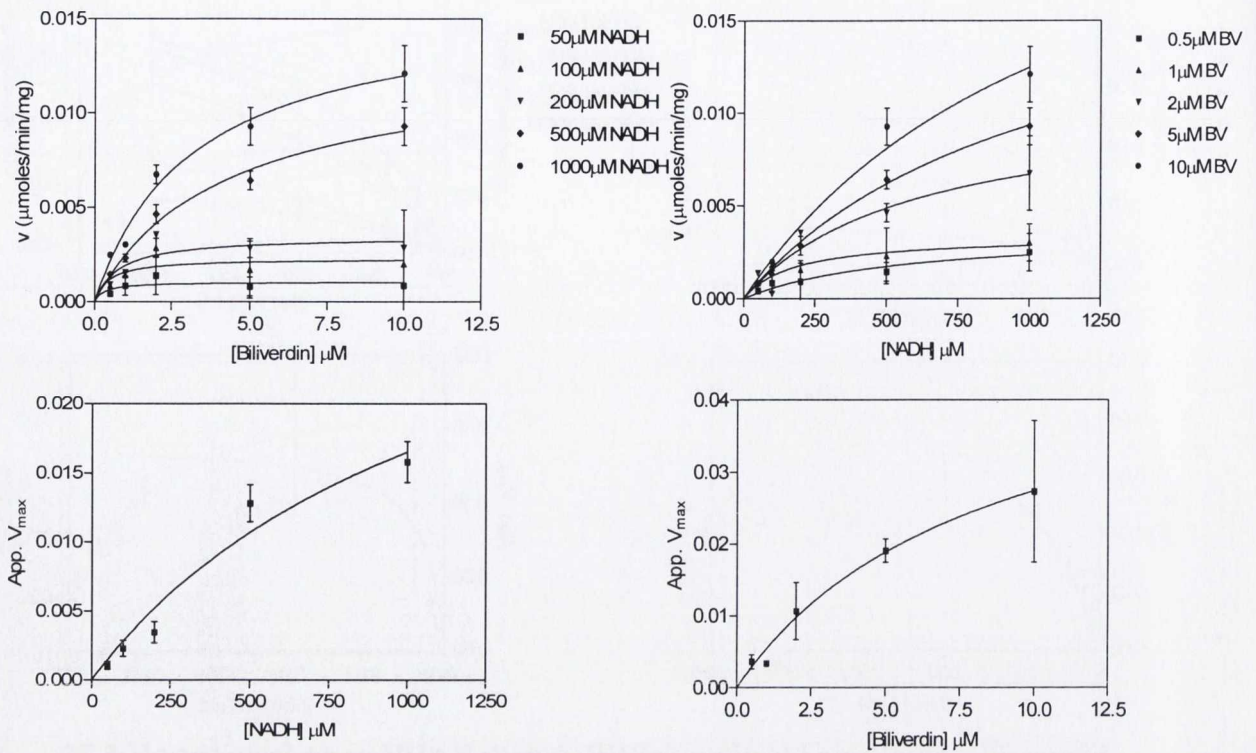 0.015
0.010
0.005
0.000
v (µmoles/min/mg)
0.0
2.5
5.0
7.5
10.0
12.5
[Biliverdin] µM
50µM NADH
100µM NADH
200µM NADH
500µM NADH
1000µM NADH
0.015
0.010
0.005
0.000
v (µmoles/min/mg)
0
250
500
750
1000
1250
[NADH] µM
0.5µM BV
1µM BV
2µM BV
5µM BV
10µM BV
0.020
0.015
0.010
0.005
0.000
App. Vmax
0
250
500
750
1000
1250
[NADH] µM
0.04
0.03
0.02
0.01
0.00
App. Vmax
0.0
2.5
5.0
7.5
10.0
12.5
[Biliverdin] µM